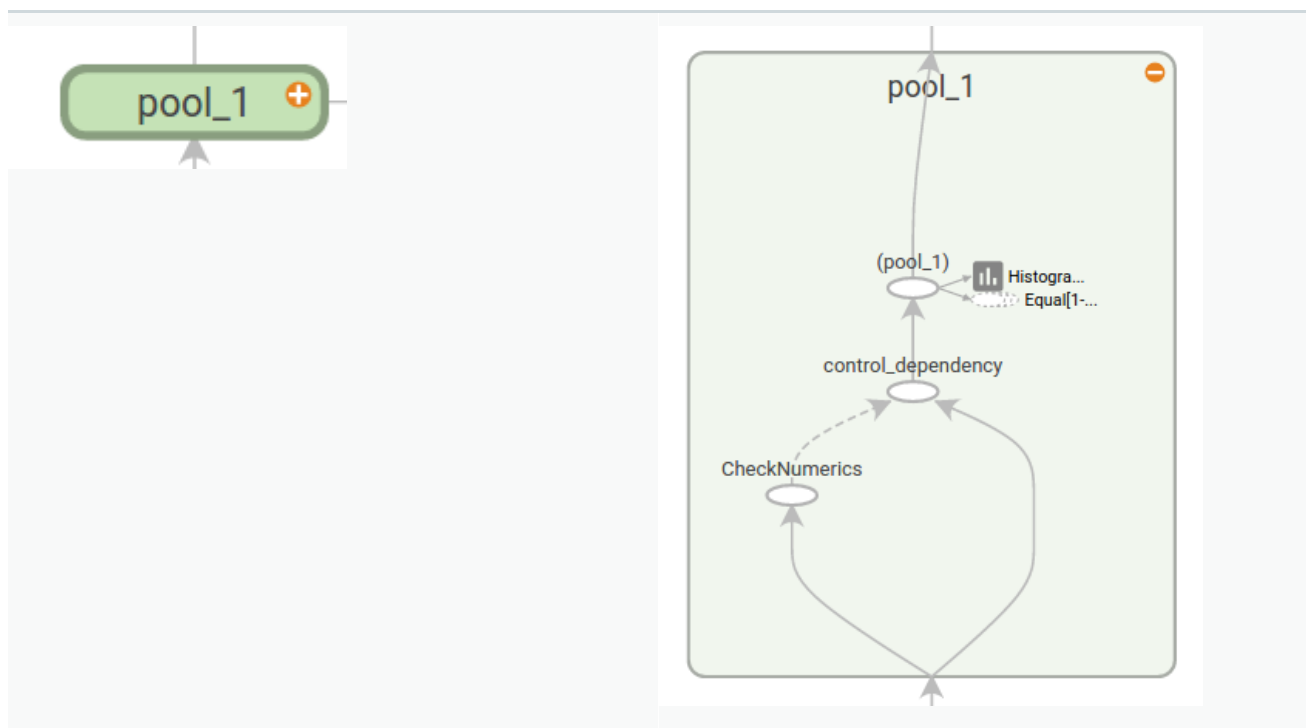 pool_1
pool_1
(pool_1)
Histogra...
Equal[1-...
control_dependency
CheckNumerics